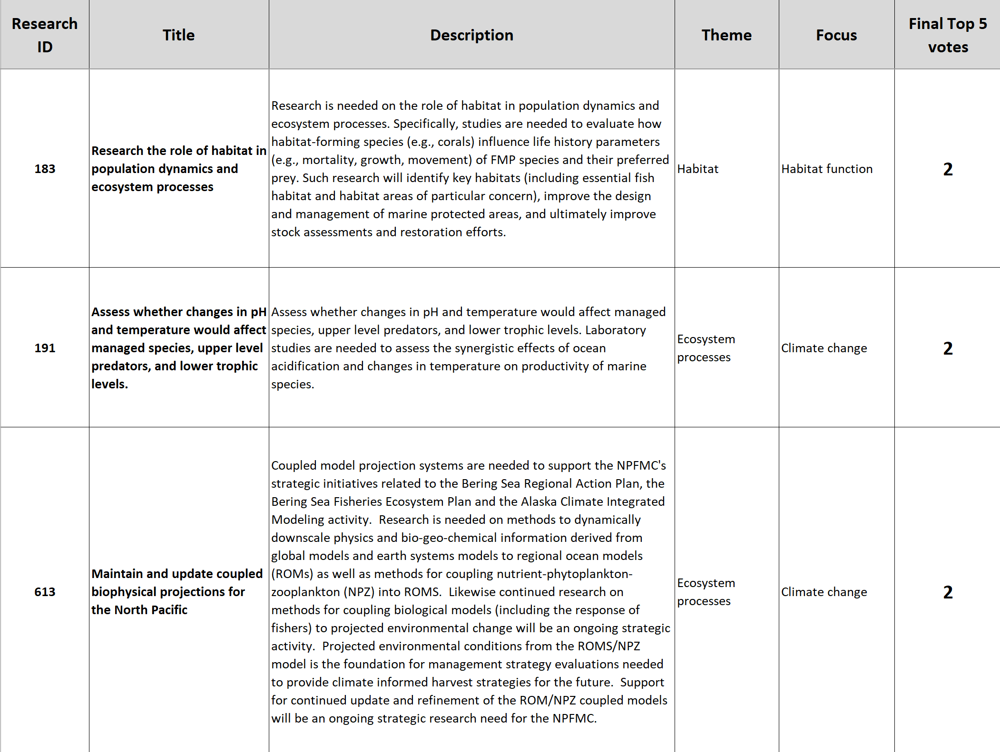 Research
ID
Title
Description
Theme
Focus
Final Top 5
votes
183
Research the role of habitat in
population dynamics and
ecosystem processes
Research is needed on the role of habitat in population dynamics and
ecosystem processes. Specifically, studies are needed to evaluate how
habitat-forming species (e.g., corals) influence life history parameters
(e.g., mortality, growth, movement) of FMP species and their preferred
prey. Such research will identify key habitats (including essential fish
habitat and habitat areas of particular concern), improve the design
and management of marine protected areas, and ultimately improve
stock assessments and restoration efforts.
Habitat
Habitat function
2
191
Assess whether changes in pH
and temperature would affect
managed species, upper level
predators, and lower trophic
levels.
Assess whether changes in pH and temperature would affect managed
species, upper level predators, and lower trophic levels. Laboratory
studies are needed to assess the synergistic effects of ocean
acidification and changes in temperature on productivity of marine
species.
Ecosystem
processes
Climate change
2
613
Maintain and update coupled
biophysical projections for
the North Pacific
Coupled model projection systems are needed to support the NPFMC's
strategic initiatives related to the Bering Sea Regional Action Plan, the
Bering Sea Fisheries Ecosystem Plan and the Alaska Climate Integrated
Modeling activity.  Research is needed on methods to dynamically
downscale physics and bio-geo-chemical information derived from
global models and earth systems models to regional ocean models
(ROMs) as well as methods for coupling nutrient-phytoplankton-
zooplankton (NPZ) into ROMS.  Likewise continued research on
methods for coupling biological models (including the response of
fishers) to projected environmental change will be an ongoing strategic
activity.  Projected environmental conditions from the ROMS/NPZ
model is the foundation for management strategy evaluations needed
to provide climate informed harvest strategies for the future.  Support
for continued update and refinement of the ROM/NPZ coupled models
will be an ongoing strategic research need for the NPFMC.
Ecosystem
processes
Climate change
2